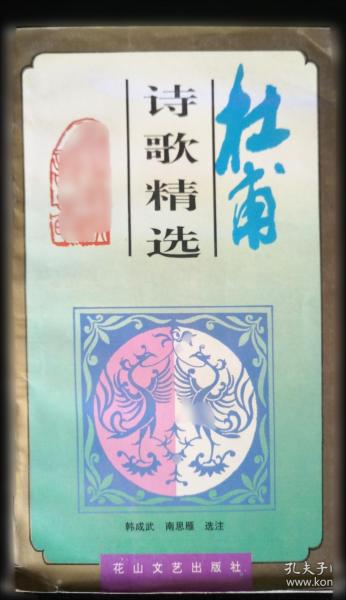 杜甫
诗歌精选
韩成武 南思雁 选注
花山文艺出版社
孔夫子
www.kon